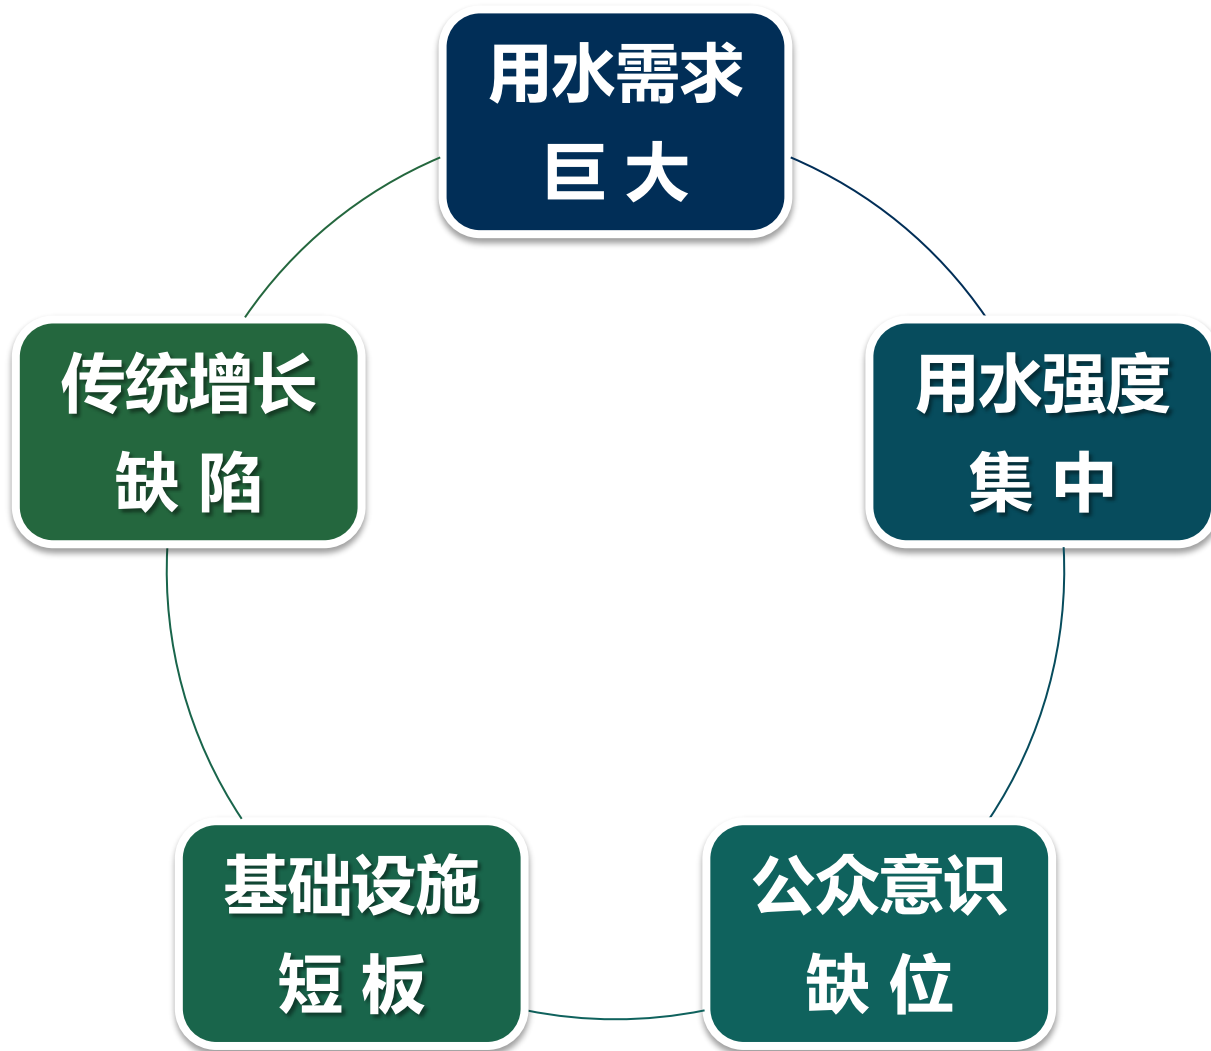 用水需求
巨 大
传统增长
缺 陷
用水强度
集 中
基础设施
短 板
公众意识
缺 位